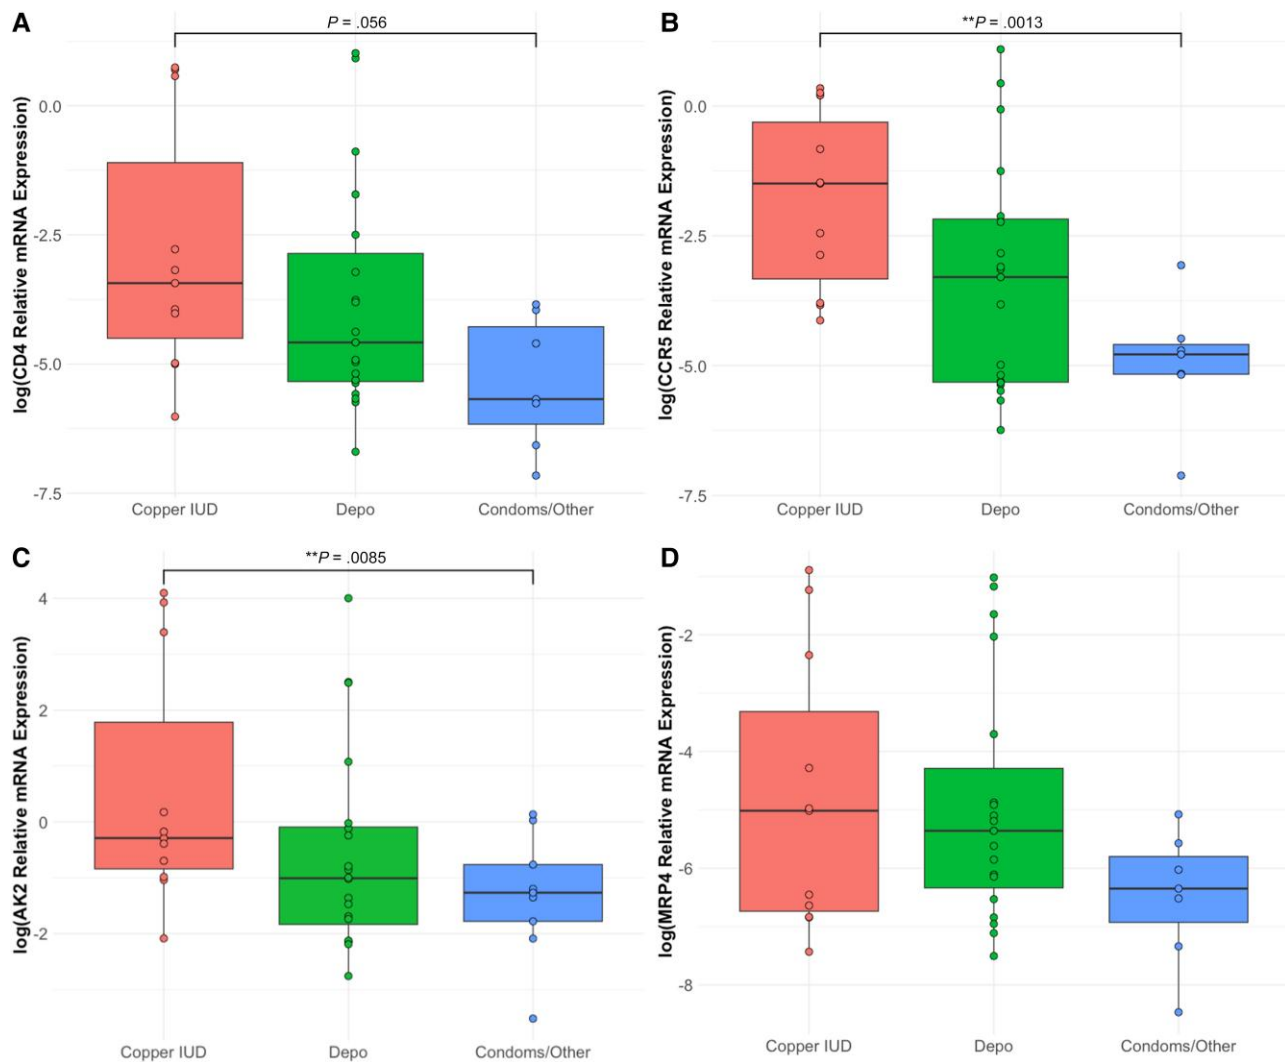 A
P = .056
log(CD4 Relative mRNA Expression)
0.0
-2.5
-5.0
-7.5
Copper IUD
Depo
Condoms/Other
B
**P = .0013
log(CCR5 Relative mRNA Expression)
0.0
-2.5
-5.0
-7.5
Copper IUD
Depo
Condoms/Other
C
**P = .0085
log(AK2 Relative mRNA Expression)
4
2
0
-2
Copper IUD
Depo
Condoms/Other
D
log(MRP4 Relative mRNA Expression)
-2
-4
-6
-8
Copper IUD
Depo
Condoms/Other